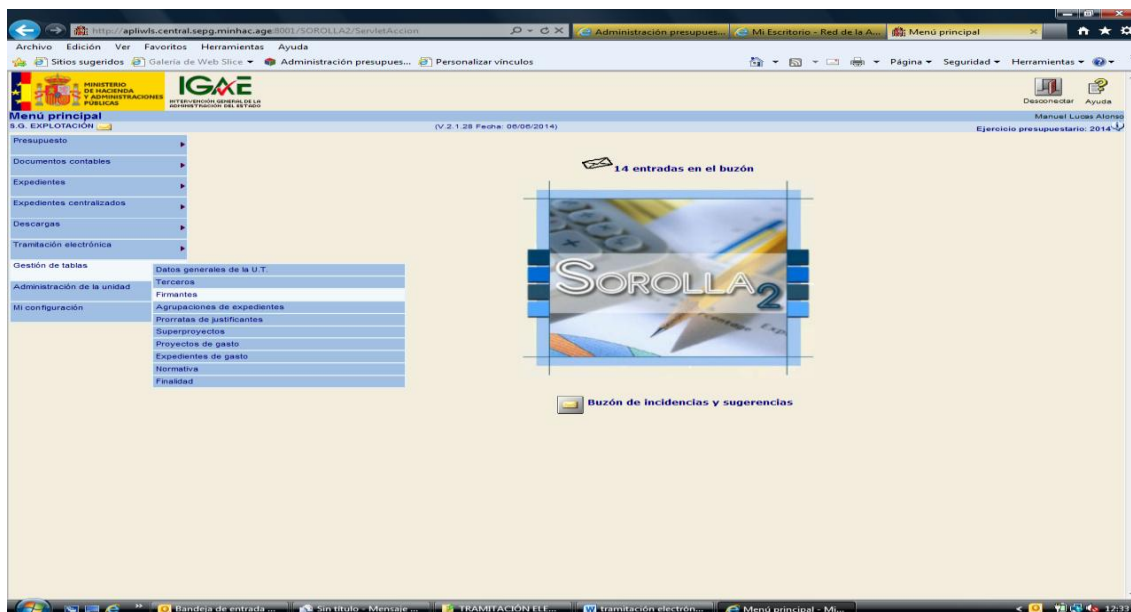 http://apliwls.central.sepg.minhac.age:8001/SOROLLA2/ServletAccion
Administración presupues...
Mi Escritorio - Red de la A...
Menú principal
Archivo Edición Ver Favoritos Herramientas Ayuda
Sitios sugeridos Galería de Web Slice Administración presupues... Personalizar vínculos
Página Seguridad Herramientas
MINISTERIO
DE HACIENDA
Y ADMINISTRACIONES
PÚBLICAS
IGAE
INTERVENCIÓN GENERAL DE LA
ADMINISTRACIÓN DEL ESTADO
Desconectar Ayuda
Menú principal
Manuel Lucas Alonso
S.G. EXPLOTACIÓN
(V.2.1.28 Fecha: 06/06/2014)
Ejercicio presupuestario: 2014
Presupuesto
Documentos contables
Expedientes
Expedientes centralizados
Descargas
Tramitación electrónica
Gestión de tablas
Administración de la unidad
Mi configuración
Datos generales de la U.T.
Terceros
Firmantes
Agrupaciones de expedientes
Prorratas de justificantes
Superproyectos
Proyectos de gasto
Expedientes de gasto
Normativa
Finalidad
14 entradas en el buzón
SOROLLA2
Buzón de incidencias y sugerencias
Bandeja de entrada ...
Sin título - Mensaje ...
TRAMITACIÓN ELE...
tramitación electrón...
Menú principal - Mi...
12:33